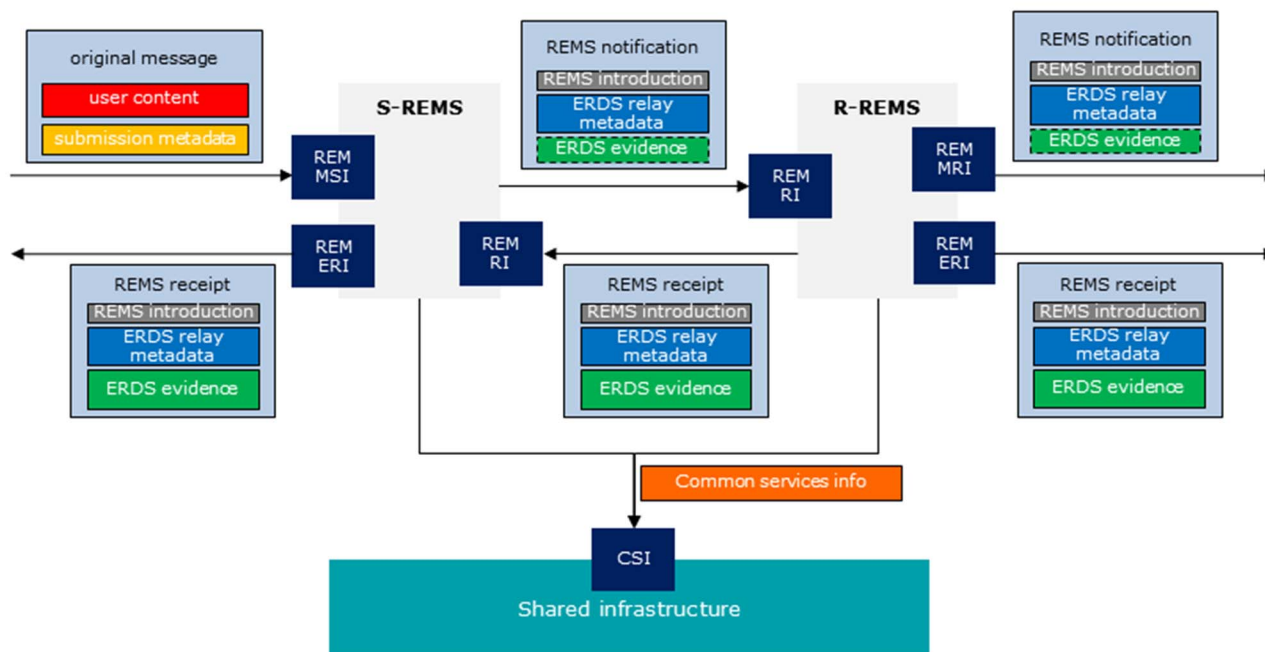 original message
user content
submission metadata
REMS notification
REMS introduction
ERDS relay
metadata
ERDS evidence
REMS notification
REMS introduction
ERDS relay
metadata
ERDS evidence
S-REMS
R-REMS
REM
MSI
REM
RI
REM
MRI
REM
ERI
REM
RI
REM
ERI
REMS receipt
REMS introduction
ERDS relay
metadata
ERDS evidence
REMS receipt
REMS introduction
ERDS relay
metadata
ERDS evidence
REMS receipt
REMS introduction
ERDS relay
metadata
ERDS evidence
Common services info
CSI
Shared infrastructure